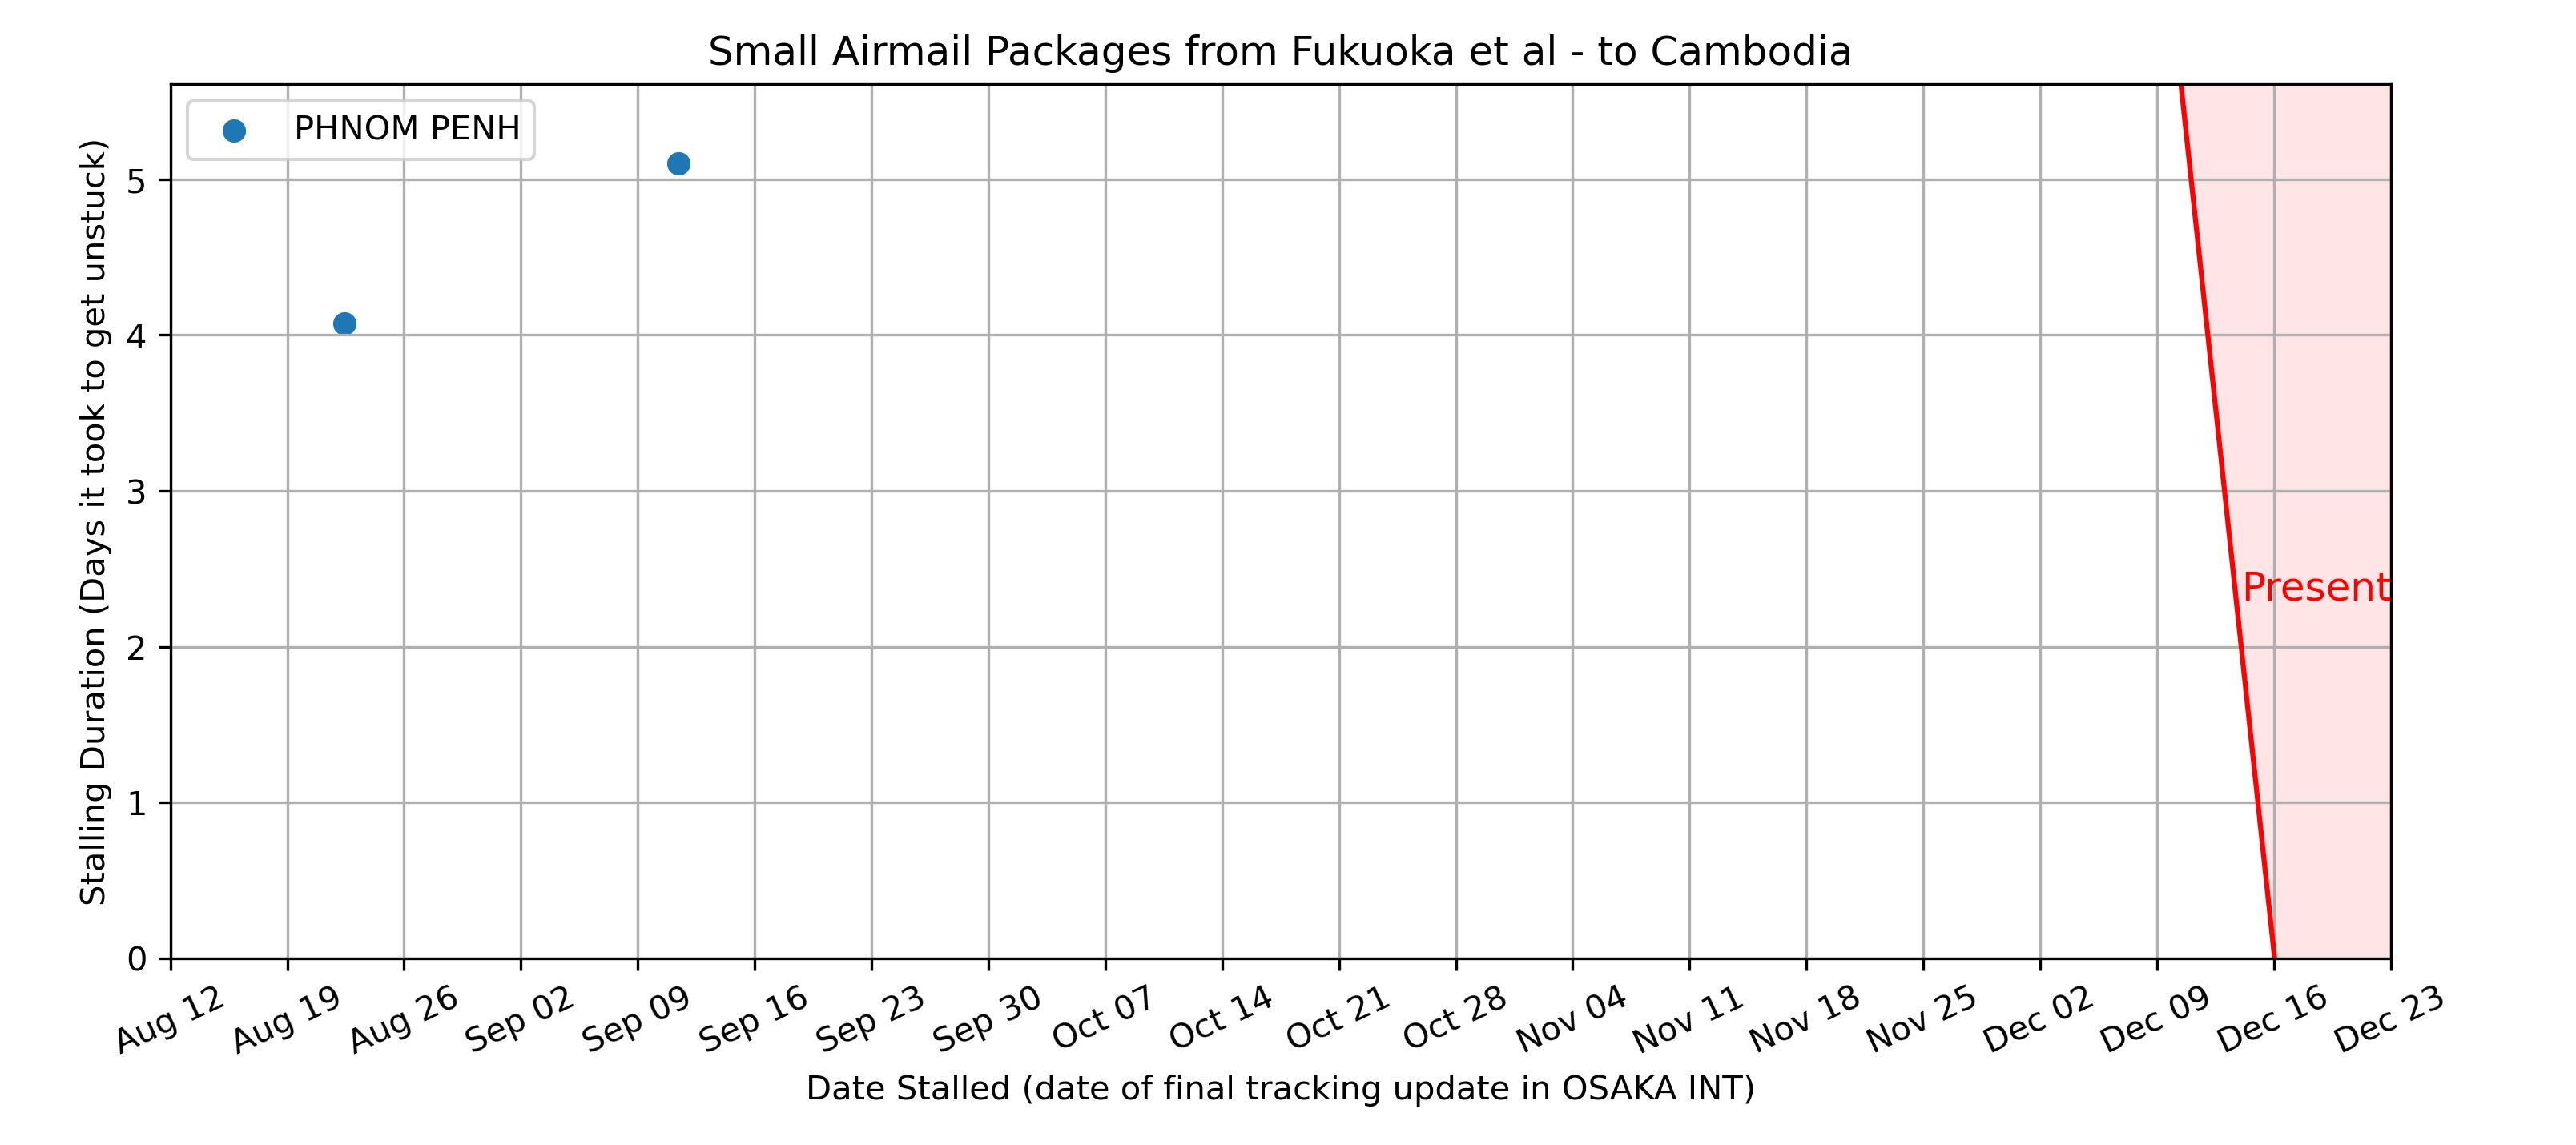 Small Airmail Packages from Fukuoka et al - to Cambodia
PHNOM PENH
Stalling Duration (Days it took to get unstuck)
5
4
3
2
1
0
Present
Aug 12
Aug 19
Aug 26
Sep 02
Sep 09
Sep 16
Sep 23
Sep 30
Oct 07
Oct 14
Oct 21
Oct 28
Nov 04
Nov 11
Nov 18
Nov 25
Dec 02
Dec 09
Dec 16
Dec 23
Date Stalled (date of final tracking update in OSAKA INT)